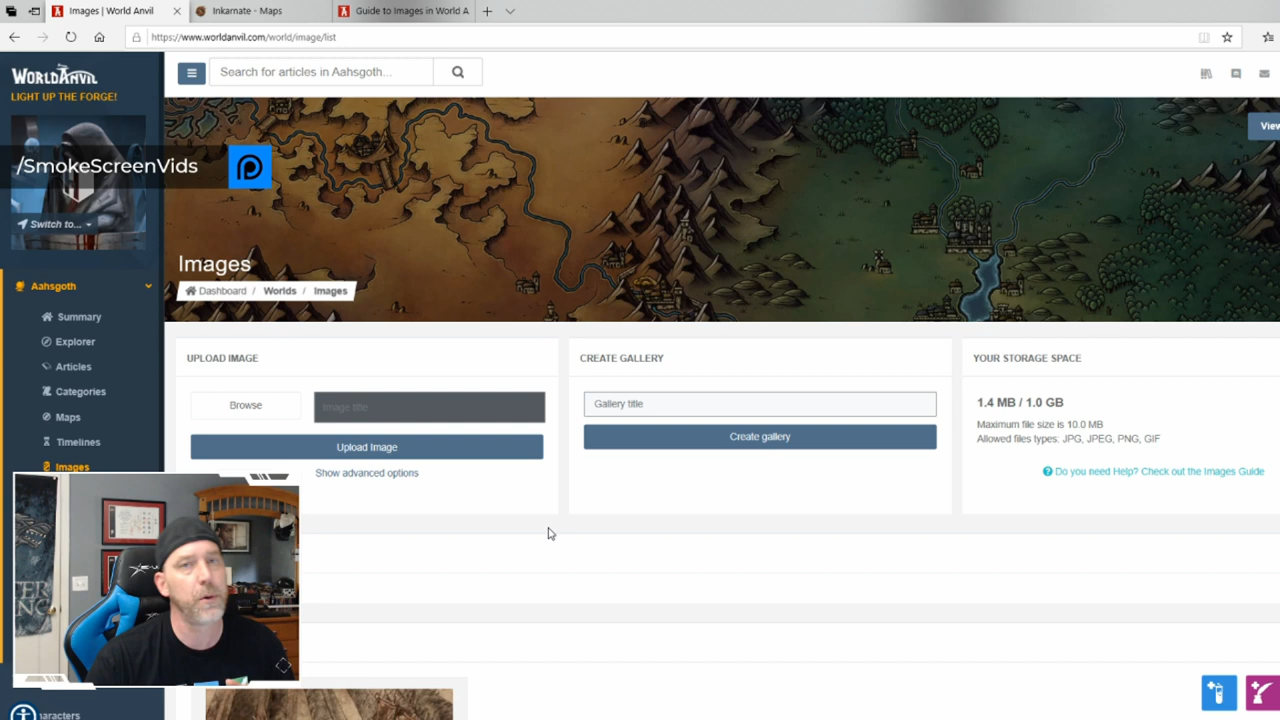 Images | World Anvil
Inkarnate - Maps
Guide to Images in World A
https://www.worldanvil.com/world/image/list
WORLDANVIL
LIGHT UP THE FORGE!
Search for articles in Aahsgoth...
View
/SmokeScreenVids
Switch to...
Images
Dashboard / Worlds / Images
Aahsgoth
Summary
Explorer
Articles
Categories
Maps
Timelines
Images
UPLOAD IMAGE
Browse
Image title
Upload Image
Show advanced options
CREATE GALLERY
Gallery title
Create gallery
YOUR STORAGE SPACE
1.4 MB / 1.0 GB
Maximum file size is 10.0 MB
Allowed files types: JPG, JPEG, PNG, GIF
Do you need Help? Check out the Images Guide